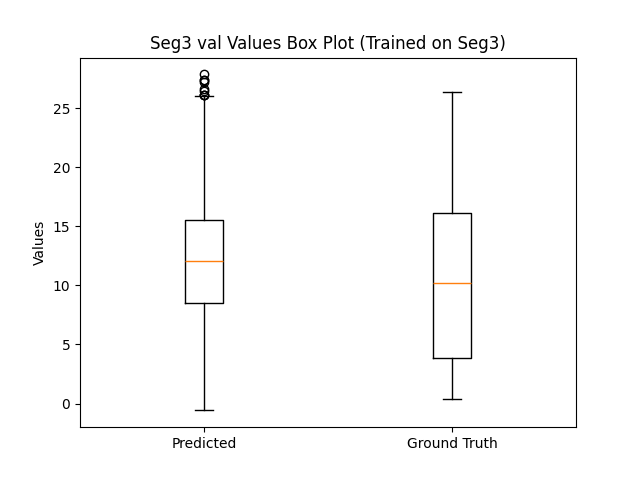 Seg3 val Values Box Plot (Trained on Seg3)
25
20
15
10
5
0
Values
Predicted
Ground Truth